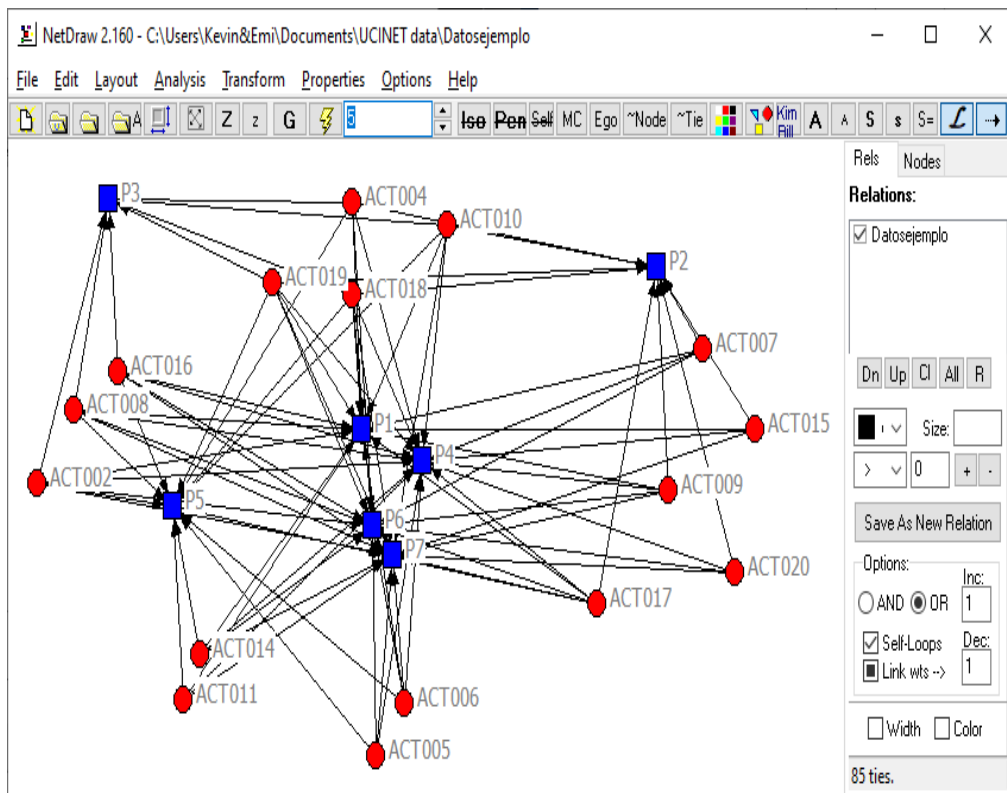 NetDraw 2.160 - C:\Users\Kevin&Emi\Documents\UCINET data\Datosejemplo
File Edit Layout Analysis Transform Properties Options Help
A Z z G 5 Iso Pen Self MC Ego ~Node ~Tie Kim Bill A A S s S= L
Rels Nodes
Relations:
Datosejemplo
P3
ACT004
ACT010
P2
ACT019
ACT018
ACT007
ACT016
ACT008
P1
ACT015
P4
ACT002
P5
ACT009
P6
P7
ACT020
ACT017
ACT014
ACT011
ACT006
ACT005
Dn Up Cl All R
Size:
> 0 + -
Save As New Relation
Options:
Inc:
AND OR 1
Self-Loops Dec:
Link wts --> 1
Width Color
85 ties.